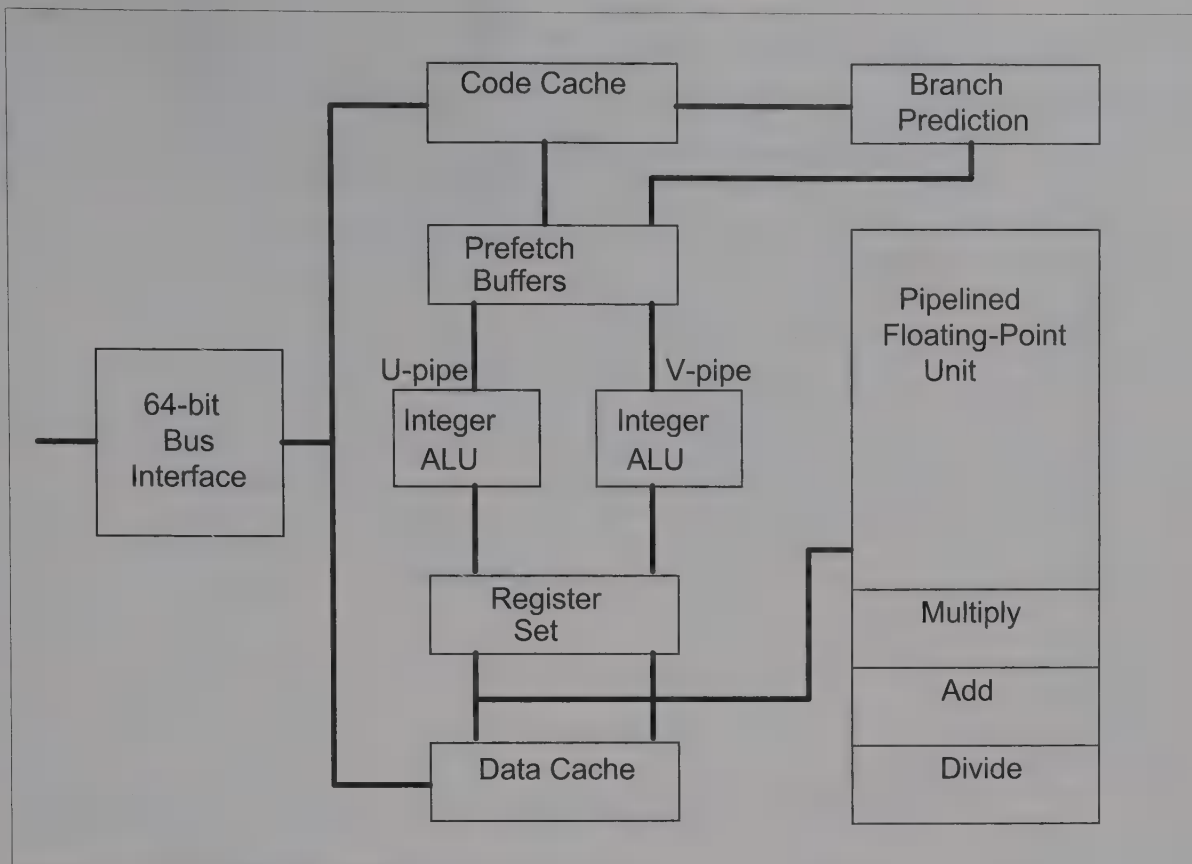 Code Cache
Branch
Prediction
Prefetch
Buffers
Pipelined
Floating-Point
Unit
U-pipe
V-pipe
64-bit
Bus
Interface
Integer
ALU
Integer
ALU
Register
Set
Multiply
Add
Data Cache
Divide